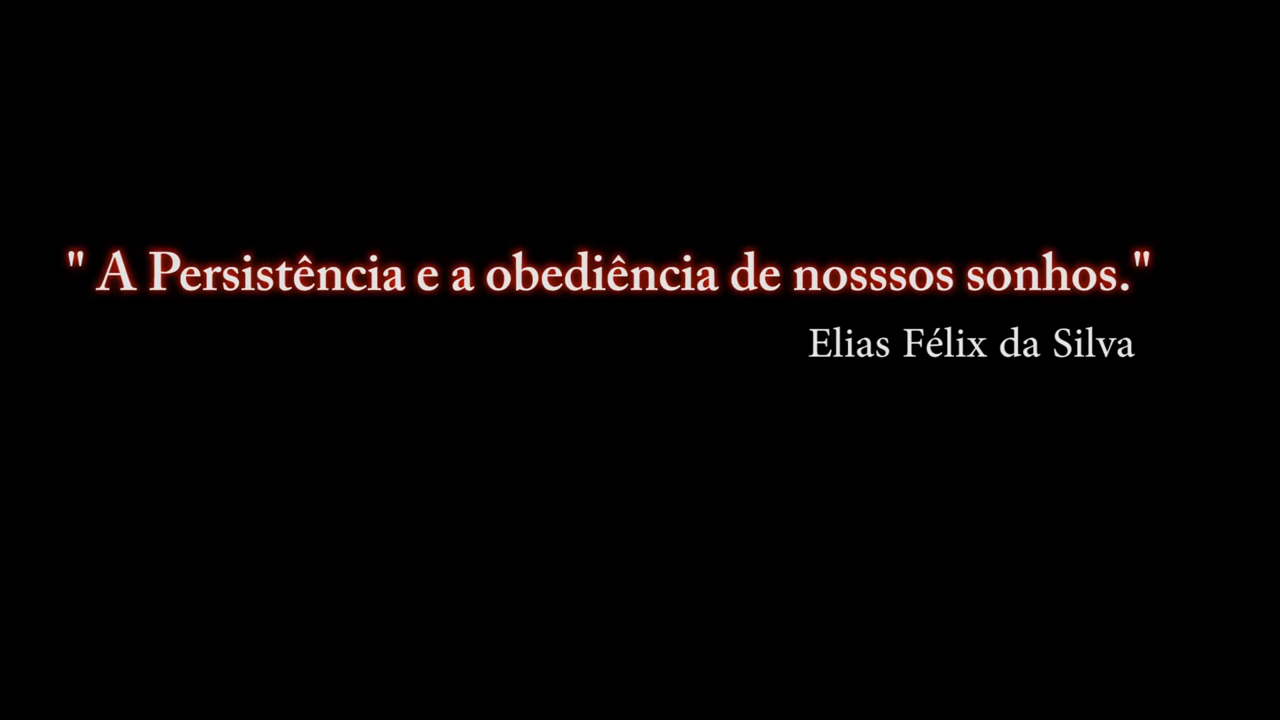 " A Persistência e a obediência de nosssos sonhos."
Elias Félix da Silva